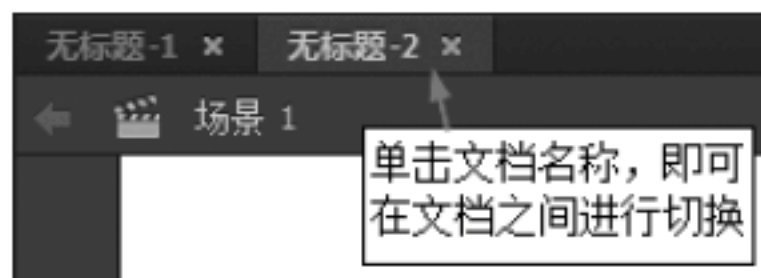 无标题-1 × 无标题-2 ×
场景 1
单击文档名称，即可
在文档之间进行切换